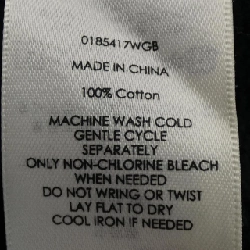 0185417WGB
MADE IN CHINA
100% Cotton
MACHINE WASH COLD
GENTLE CYCLE
SEPARATELY
ONLY NON-CHLORINE BLEACH
WHEN NEEDED
DO NOT WRING OR TWIST
LAY FLAT TO DRY
COOL IRON IF NEEDED